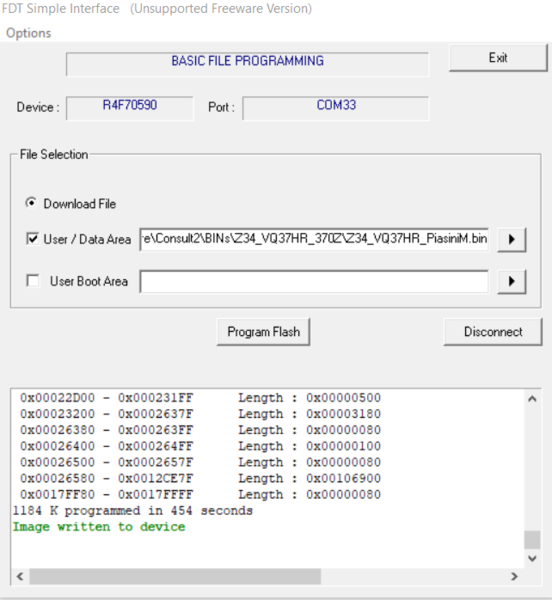 FDT Simple Interface (Unsupported Freeware Version)
Options
BASIC FILE PROGRAMMING
Exit
Device : R4F70590 Port : COM33
File Selection
Download File
User / Data Area e\Consult2\BINs\Z34_VQ37HR_370Z\Z34_VQ37HR_PiasiniM.bin
User Boot Area
Program Flash Disconnect
0x00022D00 - 0x000231FF Length : 0x00000500
0x00023200 - 0x0002637F Length : 0x00003180
0x00026380 - 0x000263FF Length : 0x00000080
0x00026400 - 0x000264FF Length : 0x00000100
0x00026500 - 0x0002657F Length : 0x00000080
0x00026580 - 0x0012CE7F Length : 0x00106900
0x0017FF80 - 0x0017FFFF Length : 0x00000080
1184 K programmed in 454 seconds
Image written to device